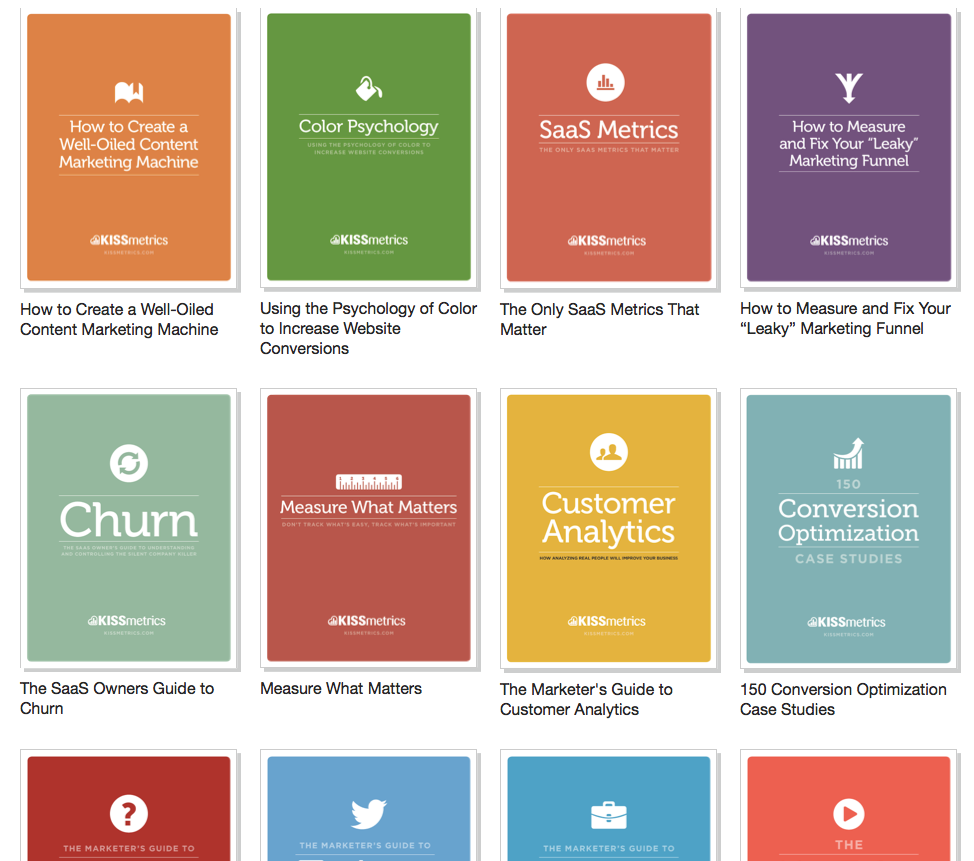 How to Create a
Well-Oiled Content
Marketing Machine
KISSmetrics
KISSMETRICS.COM
How to Create a Well-Oiled
Content Marketing Machine
Color Psychology
USING THE PSYCHOLOGY OF COLOR TO
INCREASE WEBSITE CONVERSIONS
KISSmetrics
KISSMETRICS.COM
Using the Psychology of Color
to Increase Website
Conversions
SaaS Metrics
THE ONLY SAAS METRICS THAT MATTER
KISSmetrics
KISSMETRICS.COM
The Only SaaS Metrics That
Matter
How to Measure
and Fix Your “Leaky”
Marketing Funnel
KISSmetrics
KISSMETRICS.COM
How to Measure and Fix Your
“Leaky” Marketing Funnel
Churn
THE SAAS OWNER'S GUIDE TO UNDERSTANDING
AND CONTROLLING THE SILENT COMPANY KILLER
KISSmetrics
KISSMETRICS.COM
The SaaS Owners Guide to
Churn
1 2 3 4 5 6
Measure What Matters
DON'T TRACK WHAT'S EASY, TRACK WHAT'S IMPORTANT
KISSmetrics
KISSMETRICS.COM
Measure What Matters
Customer
Analytics
HOW ANALYZING REAL PEOPLE WILL IMPROVE YOUR BUSINESS
KISSmetrics
KISSMETRICS.COM
The Marketer's Guide to
Customer Analytics
150
Conversion
Optimization
CASE STUDIES
KISSmetrics
KISSMETRICS.COM
150 Conversion Optimization
Case Studies
?
THE MARKETER'S GUIDE TO
THE MARKETER'S GUIDE TO
THE MARKETER'S GUIDE TO
THE